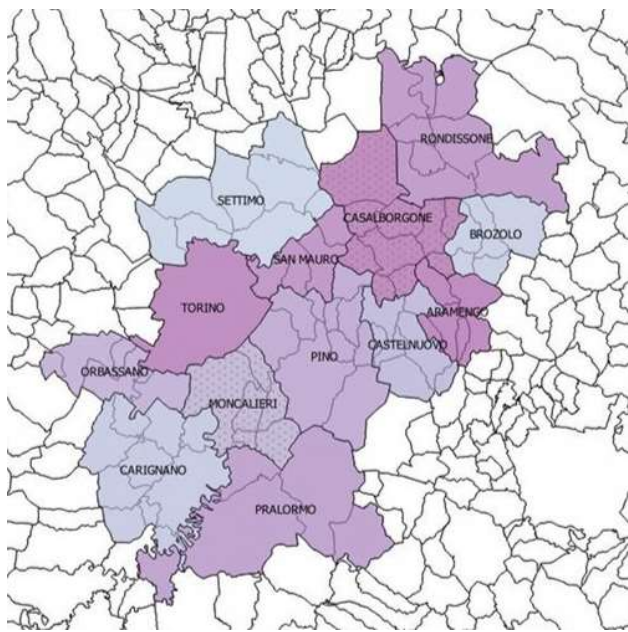 RONDISSONE
SETTIMO
CASALBORGONE
BROZOLO
SAN MAURO
TORINO
ARAMENGO
CASTELNUOVO
PINO
ORBASSANO
MONCALIERI
CARIGNANO
PRALORMO